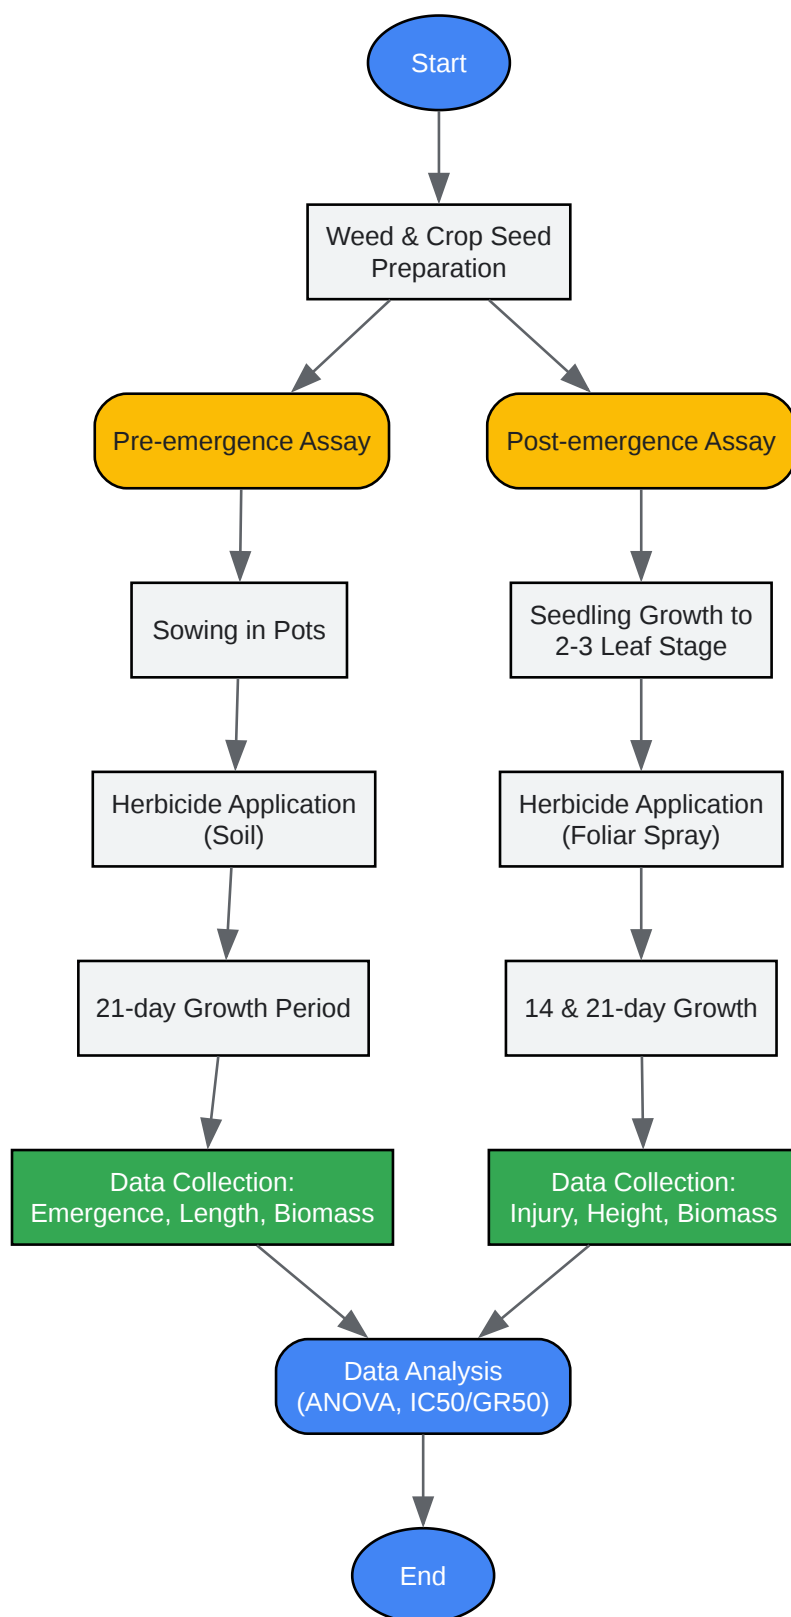 Start
Weed & Crop Seed
Preparation
Pre-emergence Assay
Post-emergence Assay
Sowing in Pots
Seedling Growth to
2-3 Leaf Stage
Herbicide Application
(Soil)
Herbicide Application
(Foliar Spray)
21-day Growth Period
14 & 21-day Growth
Data Collection:
Emergence, Length, Biomass
Data Collection:
Injury, Height, Biomass
Data Analysis
(ANOVA, IC50/GR50)
End